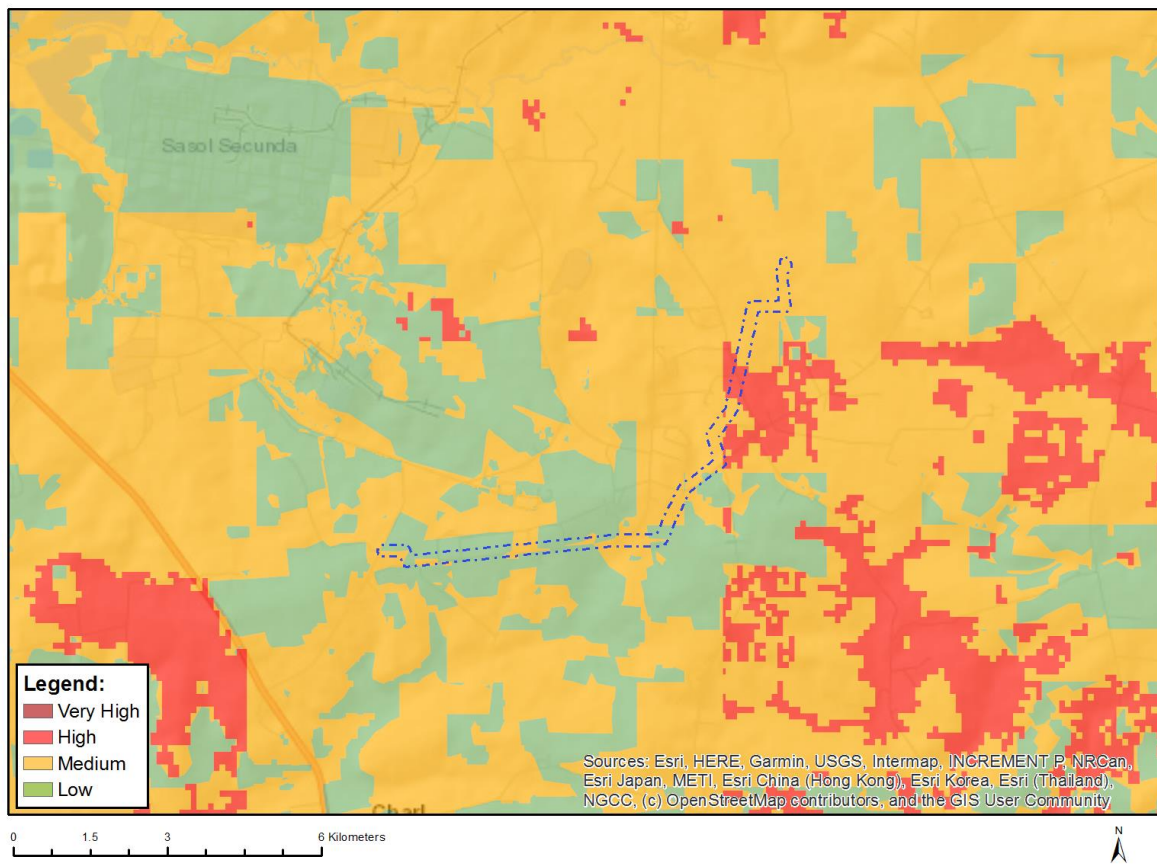 Sasol Secunda
Legend:
Very High
High
Medium
Low
Sources: Esri, HERE, Garmin, USGS, Intermap, INCREMENT P, NRCan,
Esri Japan, METI, Esri China (Hong Kong), Esri Korea, Esri (Thailand),
NGCC, (c) OpenStreetMap contributors, and the GIS User Community
Charl
0 1.5 3 6 Kilometers
N